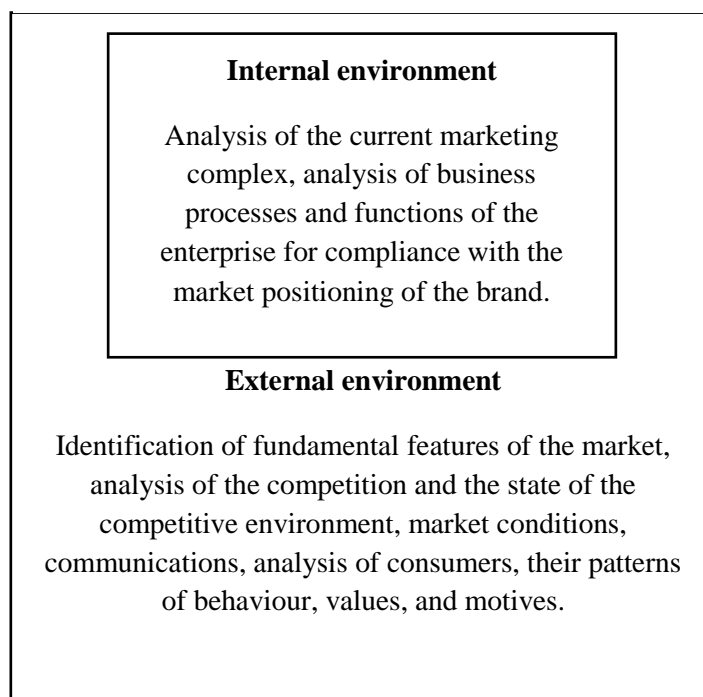 Internal environment
Analysis of the current marketing
complex, analysis of business
processes and functions of the
enterprise for compliance with the
market positioning of the brand.
External environment
Identification of fundamental features of the market,
analysis of the competition and the state of the
competitive environment, market conditions,
communications, analysis of consumers, their patterns
of behaviour, values, and motives.